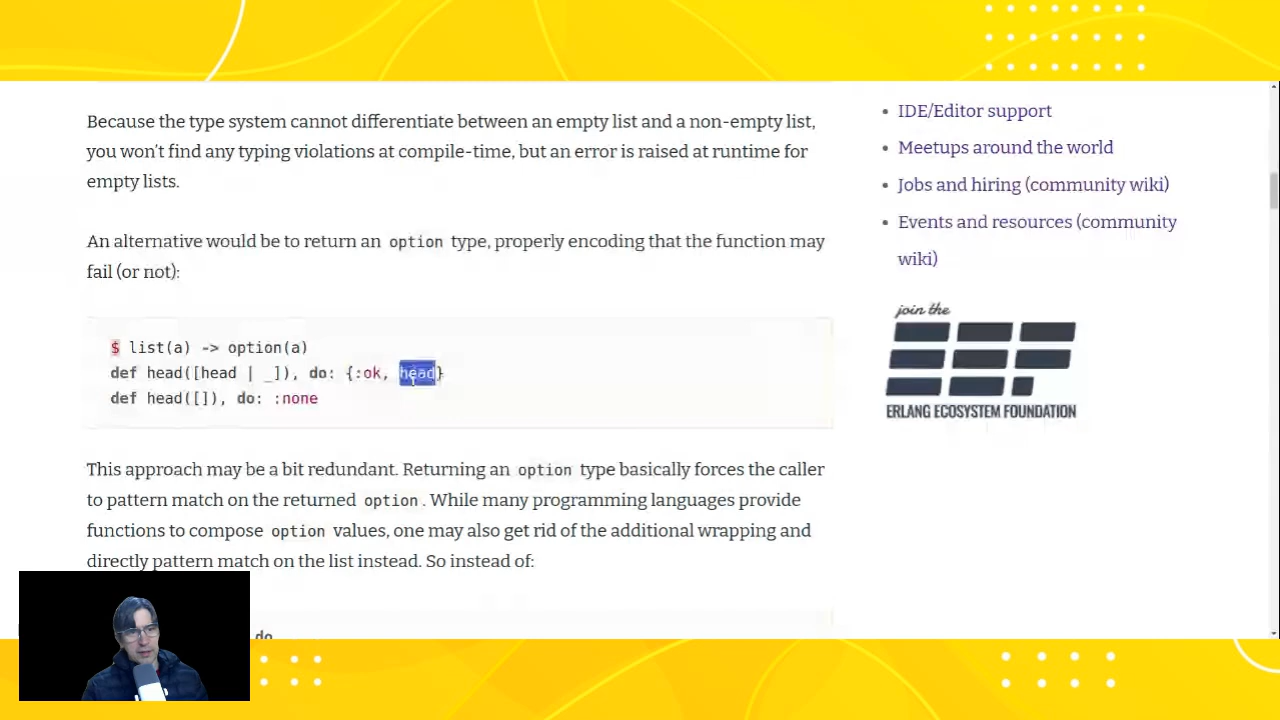 Because the type system cannot differentiate between an empty list and a non-empty list,
you won't find any typing violations at compile-time, but an error is raised at runtime for
empty lists.
An alternative would be to return an option type, properly encoding that the function may
fail (or not):
$ list(a) -> option(a)
def head([head | _]), do: {:ok, head}
def head([]), do: :none
This approach may be a bit redundant. Returning an option type basically forces the caller
to pattern match on the returned option. While many programming languages provide
functions to compose option values, one may also get rid of the additional wrapping and
directly pattern match on the list instead. So instead of:
do
IDE/Editor support
Meetups around the world
Jobs and hiring (community wiki)
Events and resources (community
wiki)
join the
ERLANG ECOSYSTEM FOUNDATION